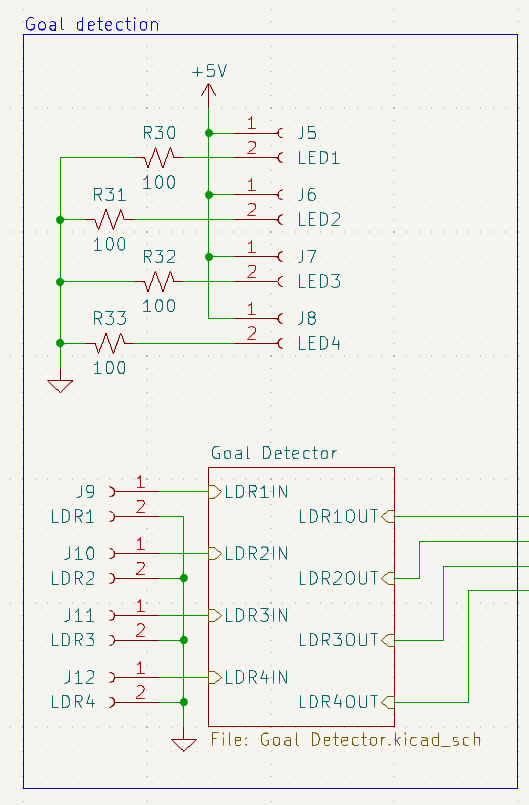 Goal detection
+5V
R30
100
1
J5
2
LED1
R31
100
1
J6
2
LED2
R32
100
1
J7
2
LED3
R33
100
1
J8
2
LED4
Goal Detector
J9
1
LDR1IN
LDR1
2
LDR1OUT
J10
1
LDR2IN
LDR2
2
LDR2OUT
J11
1
LDR3IN
LDR3
2
LDR3OUT
J12
1
LDR4IN
LDR4
2
LDR4OUT
File: Goal Detector.kicad_sch